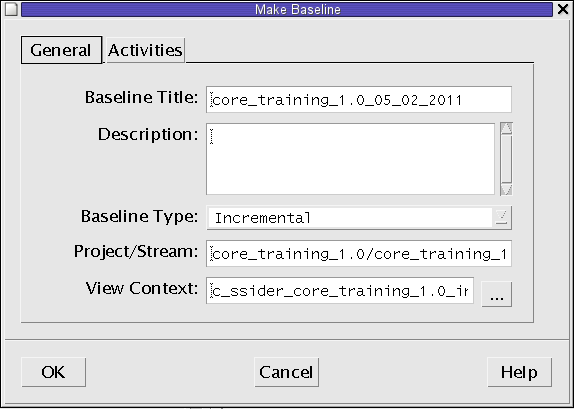 Make Baseline
General Activities
Baseline Title: core_training_1.0_05_02_2011
Description:
Baseline Type: Incremental
Project/Stream: core_training_1.0/core_training_1
View Context: c_ssider_core_training_1.0_in ...
OK Cancel Help